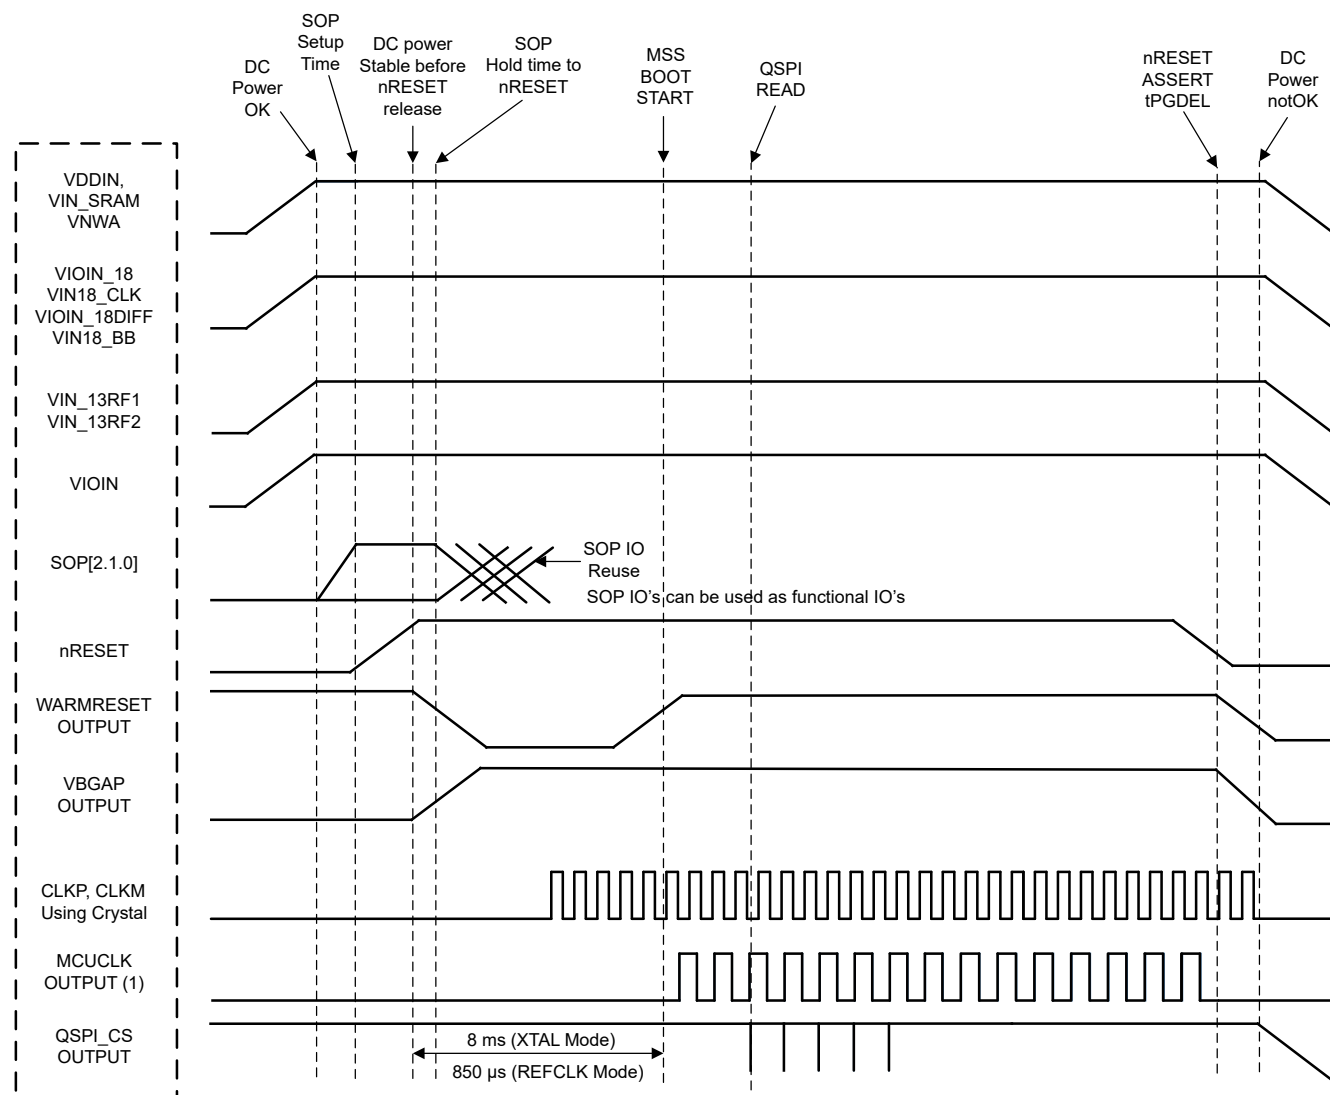 SOP
Setup
Time
DC
Power
OK
DC power
Stable before
nRESET
release
SOP
Hold time to
nRESET
MSS
BOOT
START
QSPI
READ
nRESET
ASSERT
tPGDEL
DC
Power
notOK
VDDIN,
VIN_SRAM
VNWA
VIOIN_18
VIN18_CLK
VIOIN_18DIFF
VIN18_BB
VIN_13RF1
VIN_13RF2
VIOIN
SOP[2.1.0]
SOP IO
Reuse
SOP IO's can be used as functional IO's
nRESET
WARMRESET
OUTPUT
VBGAP
OUTPUT
CLKP, CLKM
Using Crystal
MCUCLK
OUTPUT (1)
QSPI_CS
OUTPUT
8 ms (XTAL Mode)
850 µs (REFCLK Mode)